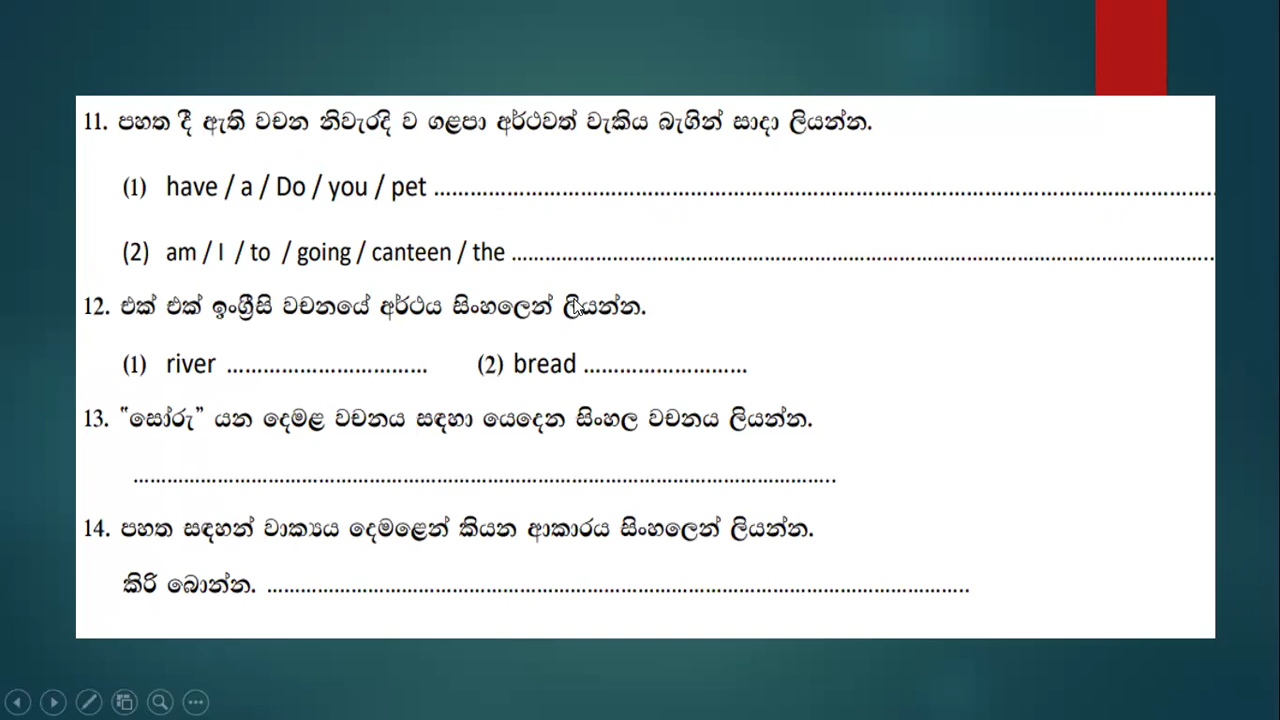 11. පහත දී ඇති වචන නිවැරදි ව ගළපා අර්ථවත් වැකිය බැගින් සාදා ලියන්න.
(1) have / a / Do / you / pet ................................................................................
(2) am / I / to / going / canteen / the ................................................................................
12. එක් එක් ඉංග්‍රීසි වචනයේ අර්ථය සිංහලෙන් ලියන්න.
(1) river ................................ (2) bread ..........................
13. “සෝරු” යන දෙමළ වචනය සඳහා යෙදෙන සිංහල වචනය ලියන්න.
................................................................................
14. පහත සඳහන් වාක්‍යය දෙමළෙන් කියන ආකාරය සිංහලෙන් ලියන්න.
කිරි බොන්න. ................................................................................